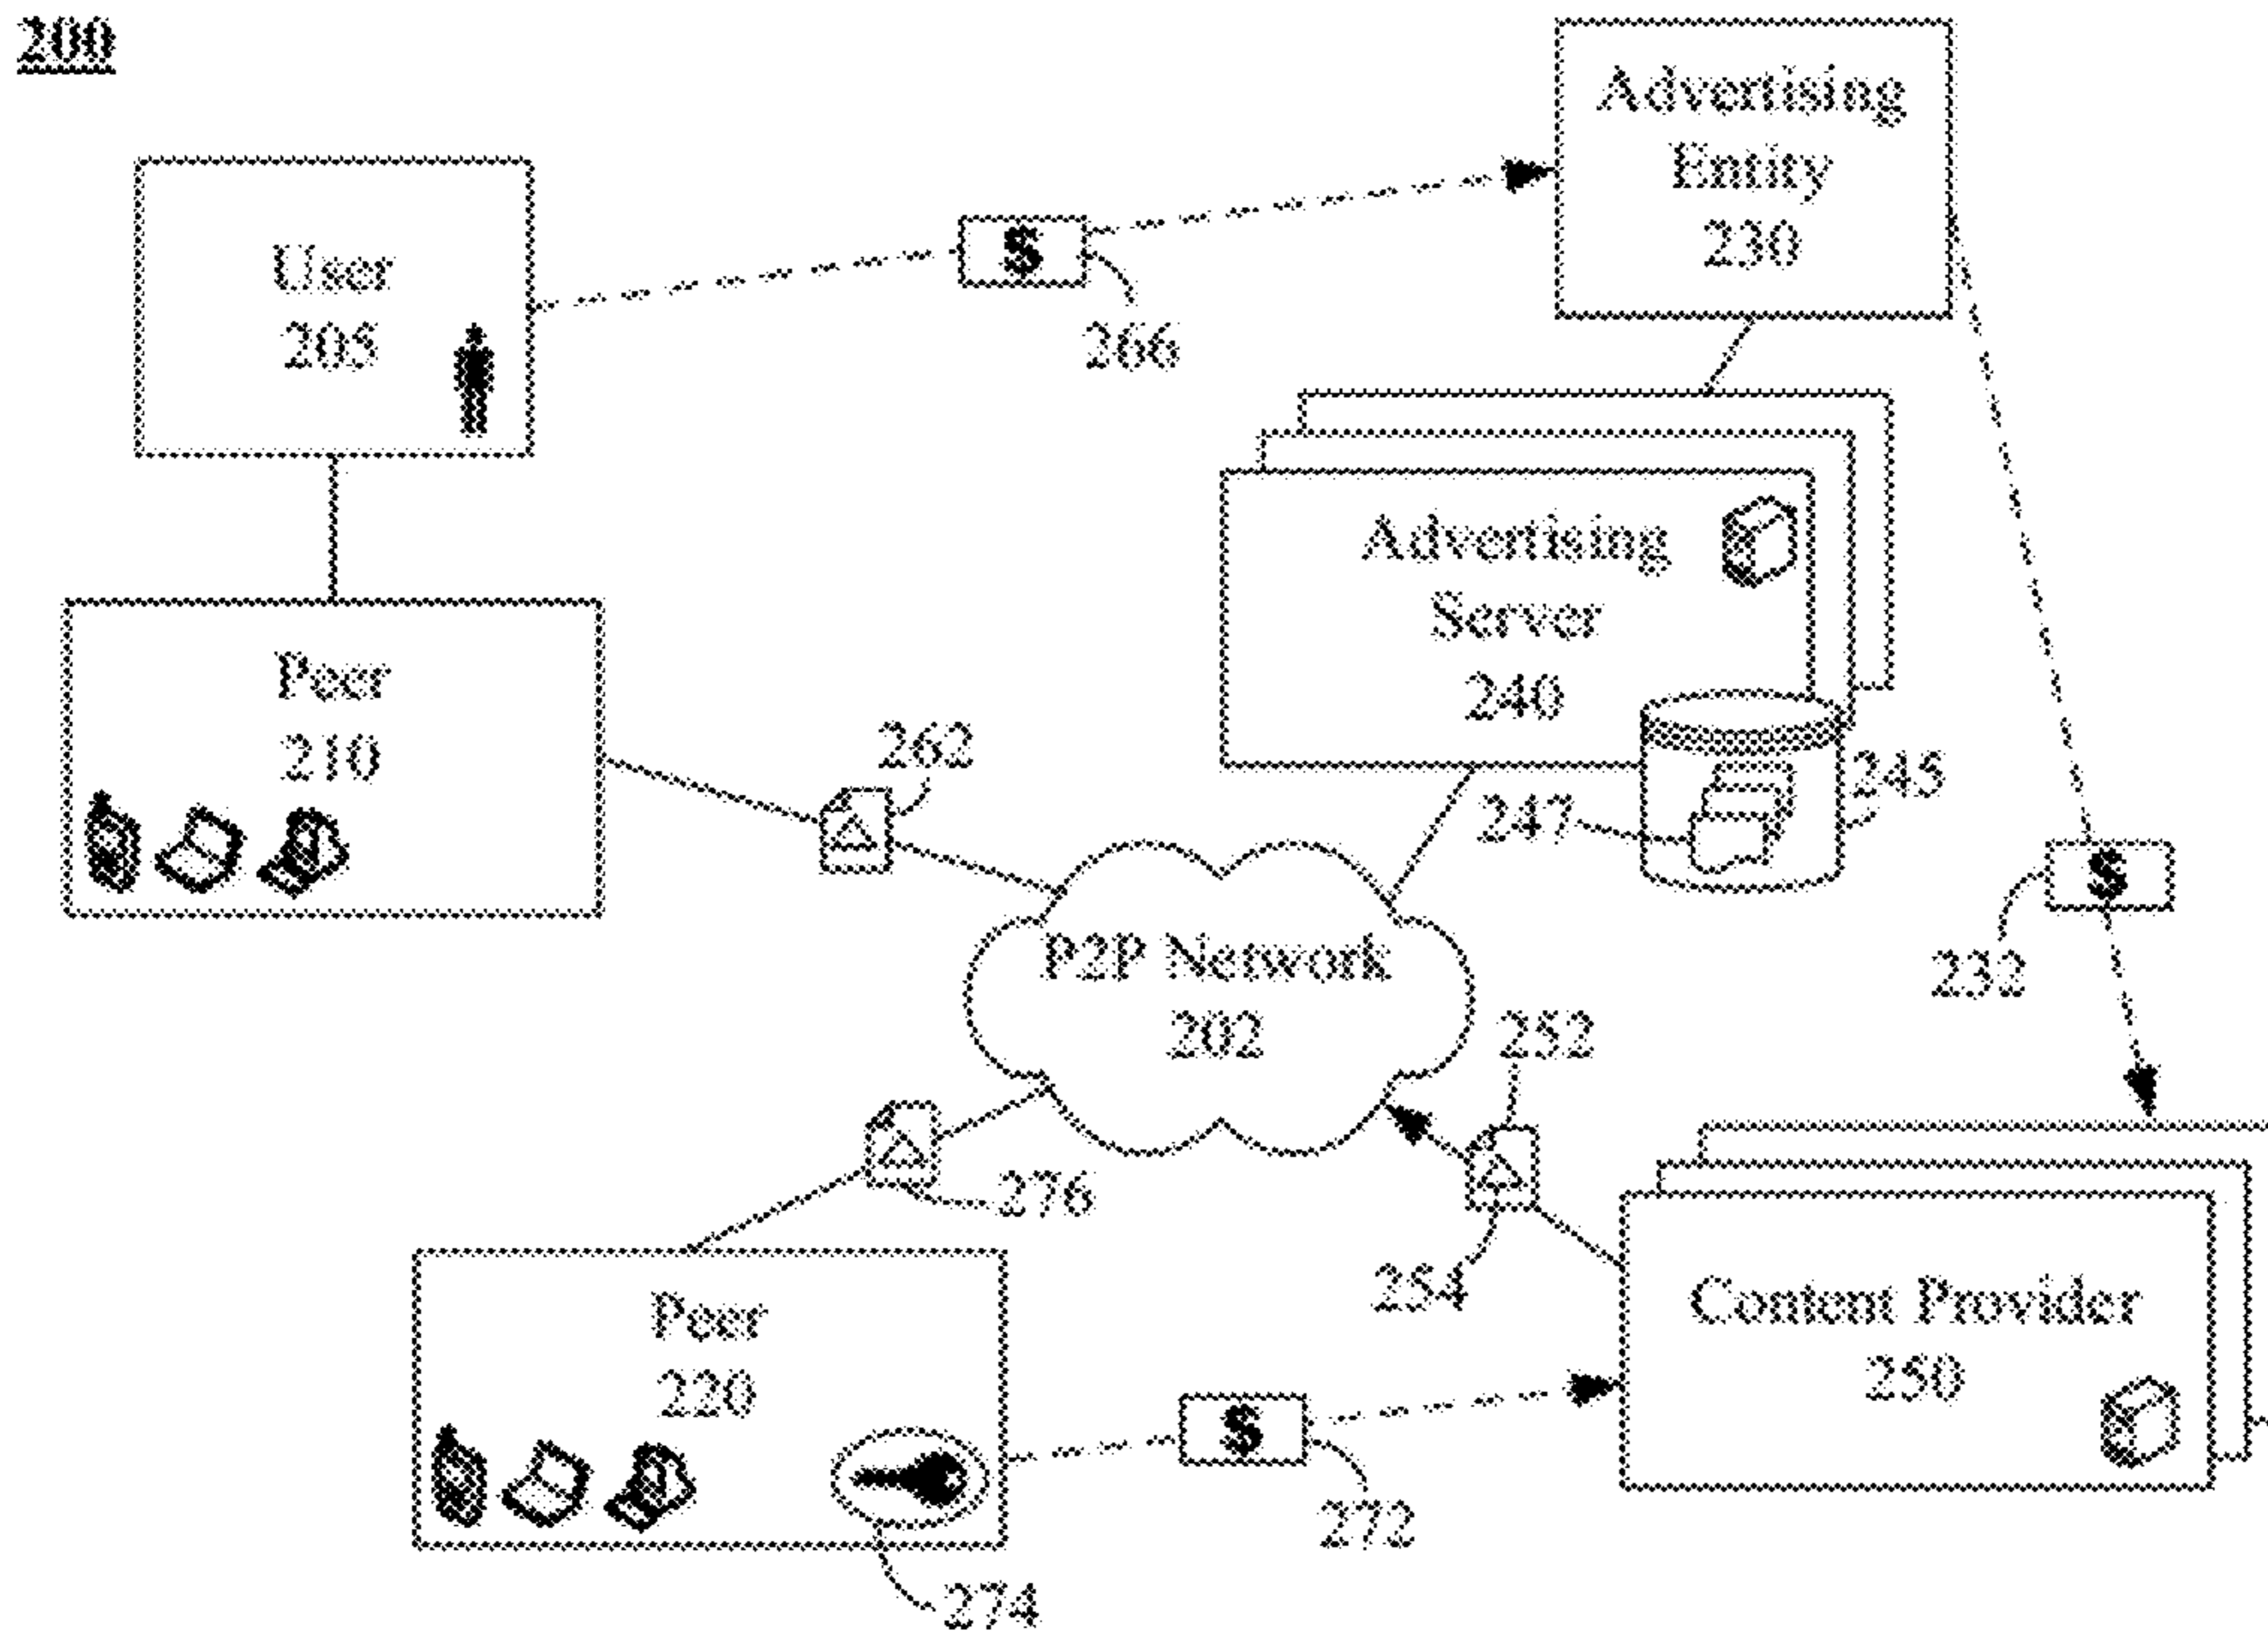 200
Advertising
Entity
230
User
205
$
266
Advertising
Server
240
Peer
210
262
245
247
$
232
P2P Network
202
252
276
254
Content Provider
250
Peer
220
$
272
274